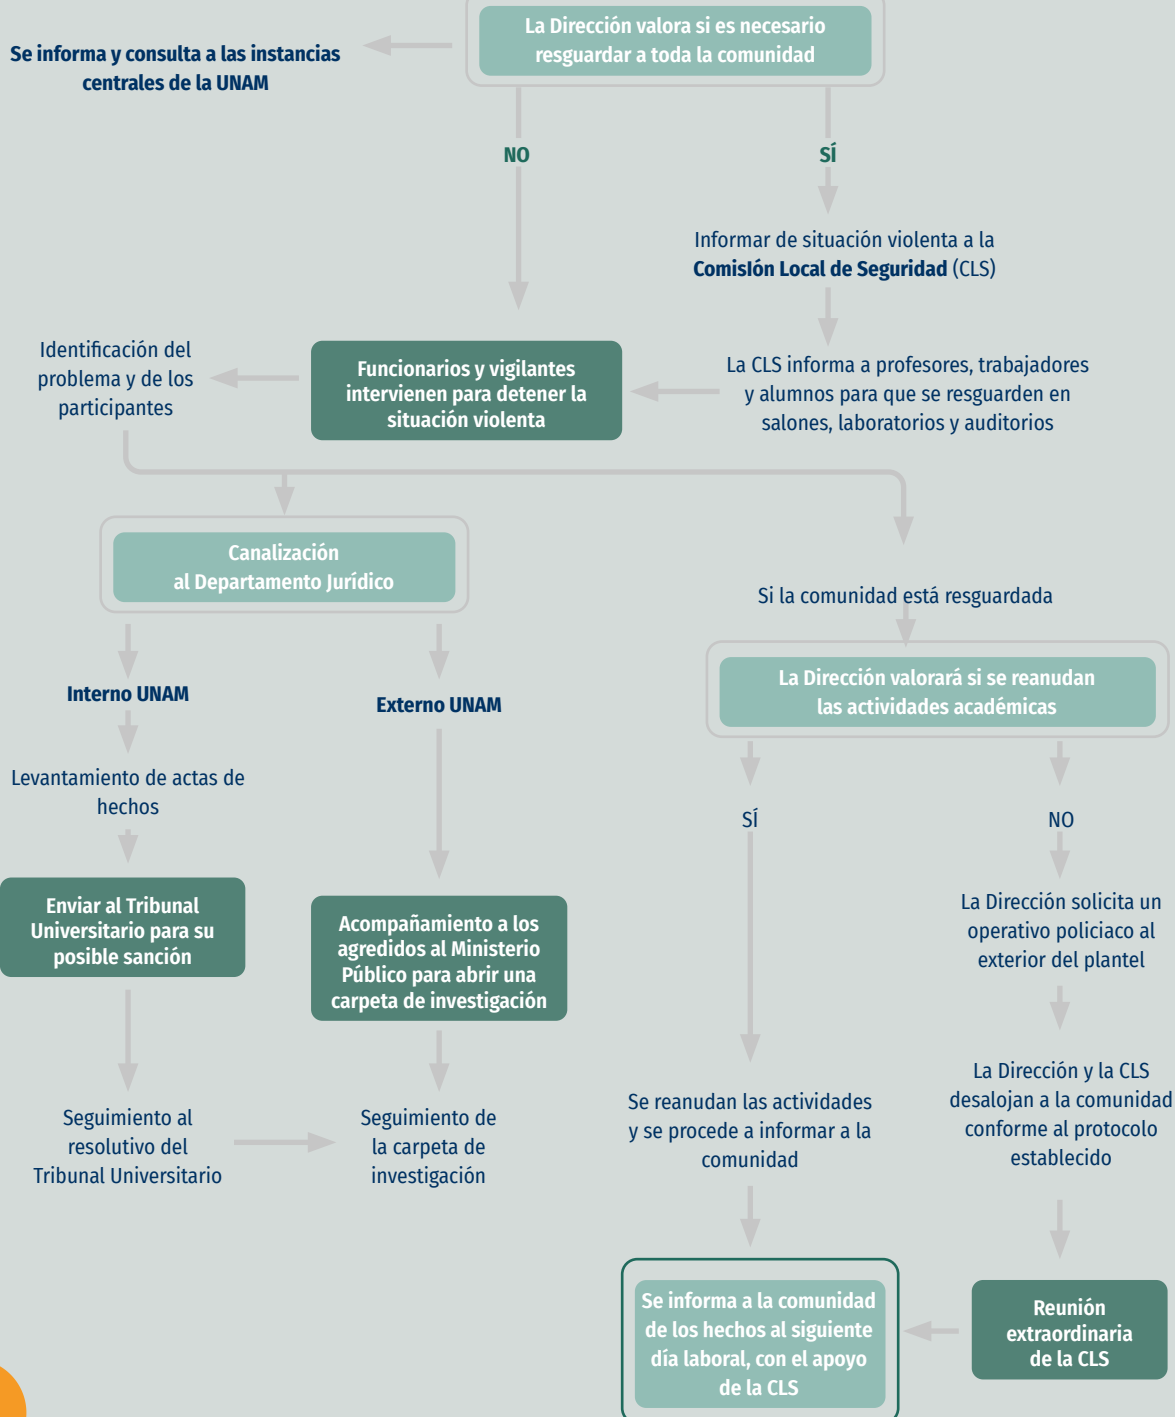 La Dirección valora si es necesario
resguardar a toda la comunidad
Se informa y consulta a las instancias
centrales de la UNAM
NO
SÍ
Informar de situación violenta a la
ComisIón Local de Seguridad (CLS)
La CLS informa a profesores, trabajadores
y alumnos para que se resguarden en
salones, laboratorios y auditorios
Funcionarios y vigilantes
intervienen para detener la
situación violenta
Identificación del
problema y de los
participantes
Canalización
al Departamento Jurídico
Interno UNAM
Levantamiento de actas de
hechos
Enviar al Tribunal
Universitario para su
posible sanción
Seguimiento al
resolutivo del
Tribunal Universitario
Externo UNAM
Acompañamiento a los
agredidos al Ministerio
Público para abrir una
carpeta de investigación
Seguimiento de
la carpeta de
investigación
Si la comunidad está resguardada
La Dirección valorará si se reanudan
las actividades académicas
SÍ
Se reanudan las actividades
y se procede a informar a la
comunidad
NO
La Dirección solicita un
operativo policiaco al
exterior del plantel
La Dirección y la CLS
desalojan a la comunidad
conforme al protocolo
establecido
Reunión
extraordinaria
de la CLS
Se informa a la comunidad
de los hechos al siguiente
día laboral, con el apoyo
de la CLS